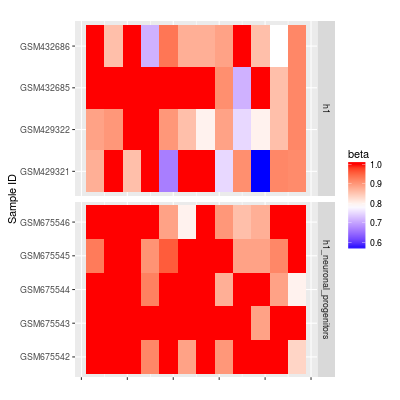 GSM432686
GSM432685
GSM429322
GSM429321
GSM675546
GSM675545
GSM675544
GSM675543
GSM675542
Sample ID
h1
h1_neuronal_progenitors
beta
1.0
0.9
0.8
0.7
0.6